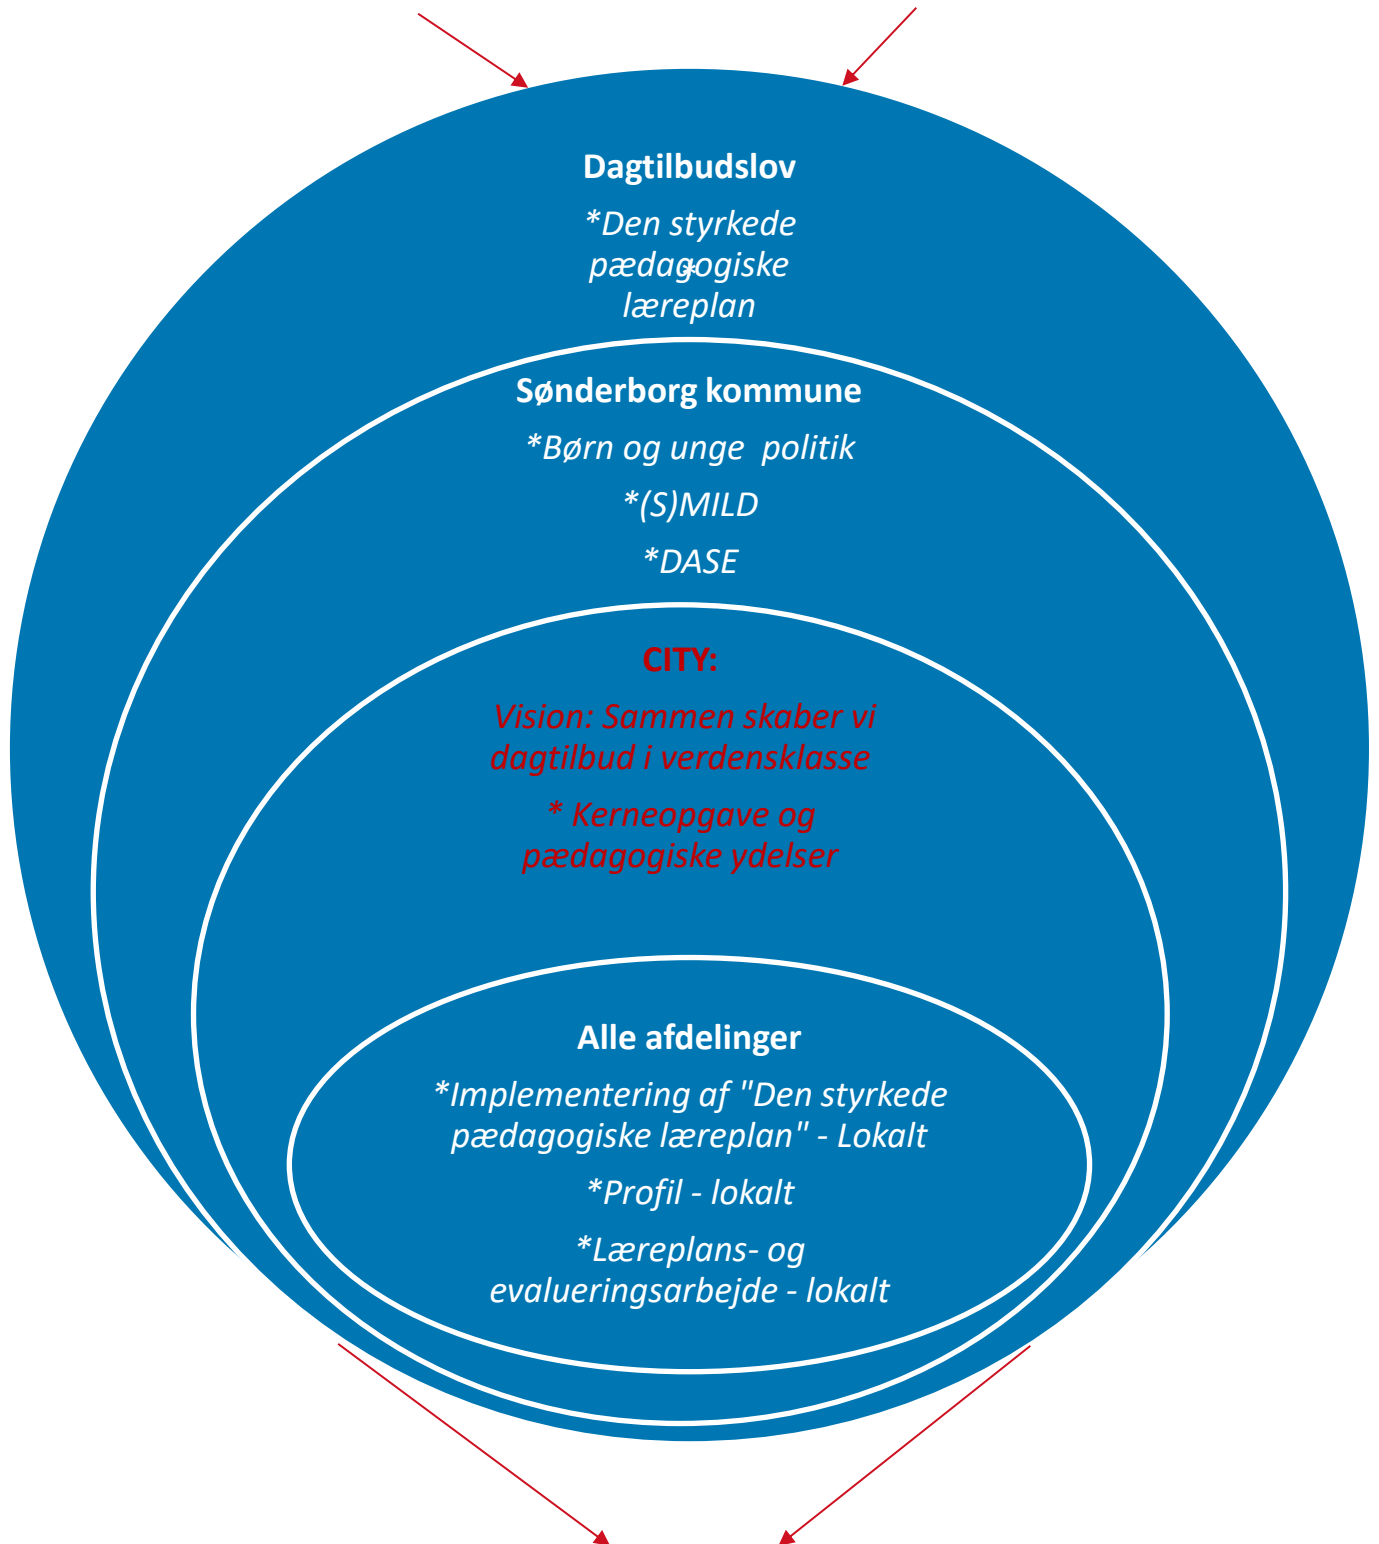 Dagtilbudslov
*Den styrkede
pædagogiske
*
læreplan
Sønderborg kommune
*Børn og unge  politik
*(S)MILD
*DASE
CITY:
Vision: Sammen skaber vi
dagtilbud i verdensklasse
* Kerneopgave og
pædagogiske ydelser
Alle afdelinger
*Implementering af "Den styrkede
pædagogiske læreplan" - Lokalt
*Profil - lokalt
*Læreplans- og
evalueringsarbejde - lokalt